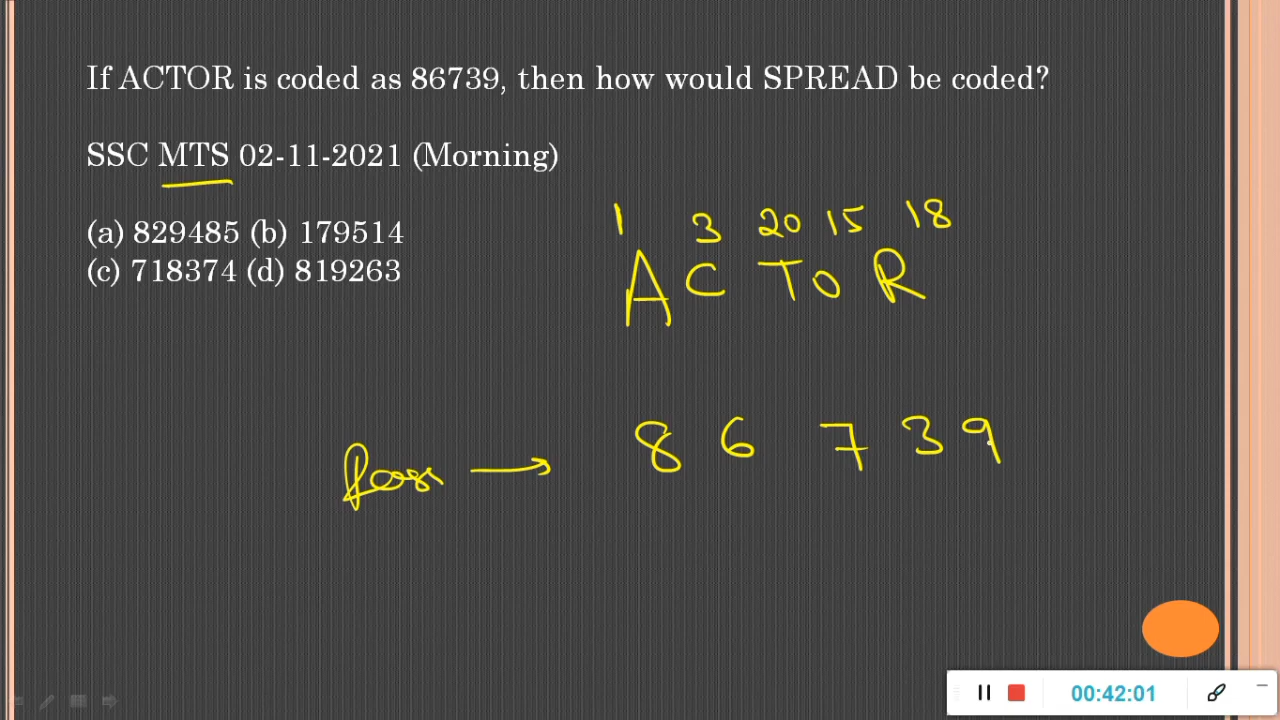 If ACTOR is coded as 86739, then how would SPREAD be coded?
SSC MTS 02-11-2021 (Morning)
(a) 829485 (b) 179514
(c) 718374 (d) 819263
1 3 20 15 18
A C T O R
8 6 7 3 9
00:42:01